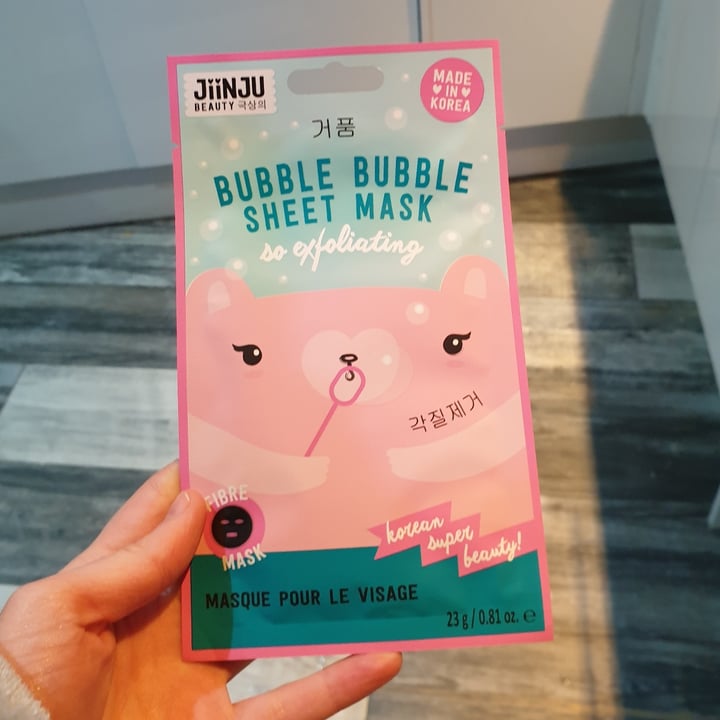 JiiNJU
BEAUTY 극상의
MADE
IN
KOREA
거품
BUBBLE BUBBLE
SHEET MASK
so exfoliating
각질제거
FIBRE
MASK
korean
super
beauty!
MASQUE POUR LE VISAGE
23 g / 0.81 oz. ℮